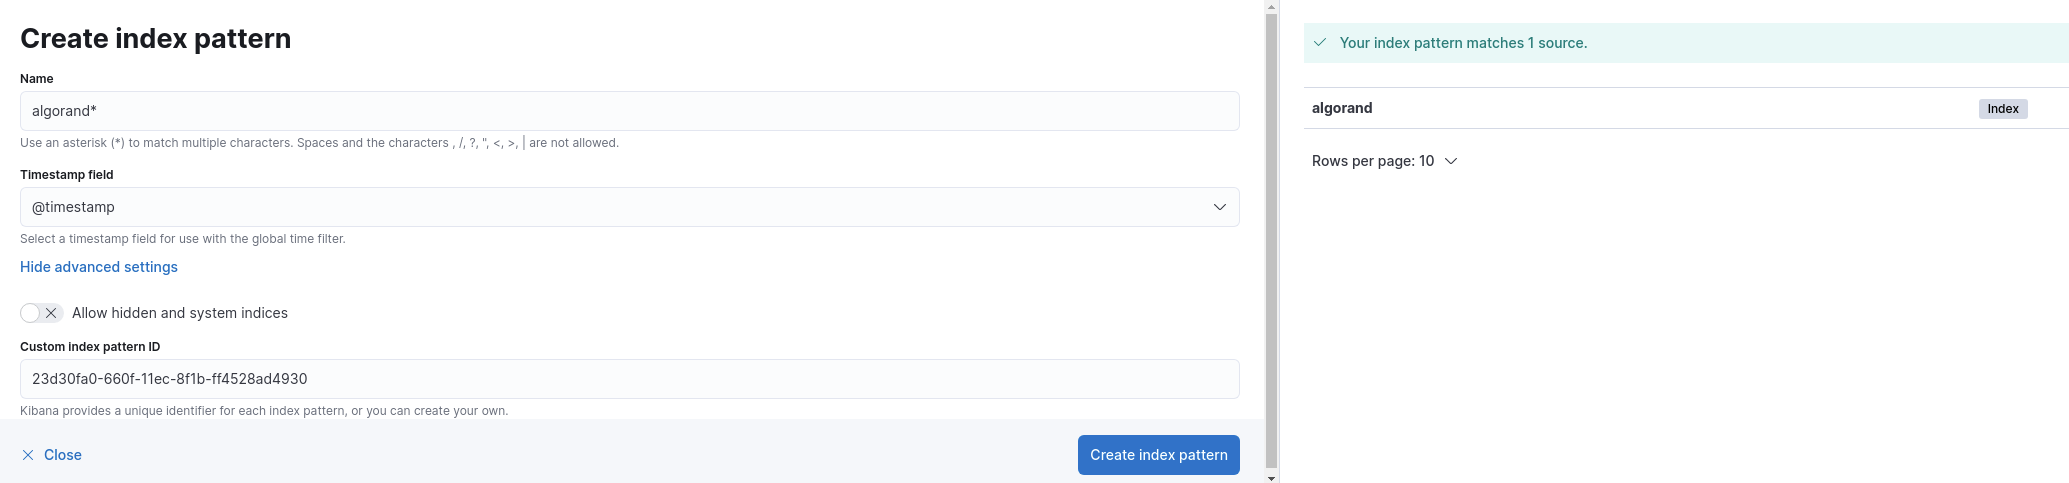 Create index pattern
Name
algorand*
Use an asterisk (*) to match multiple characters. Spaces and the characters , /, ?, ", <, >, | are not allowed.
Timestamp field
@timestamp
Select a timestamp field for use with the global time filter.
Hide advanced settings
Allow hidden and system indices
Custom index pattern ID
23d30fa0-660f-11ec-8f1b-ff4528ad4930
Kibana provides a unique identifier for each index pattern, or you can create your own.
Close
Create index pattern
Your index pattern matches 1 source.
algorand Index
Rows per page: 10